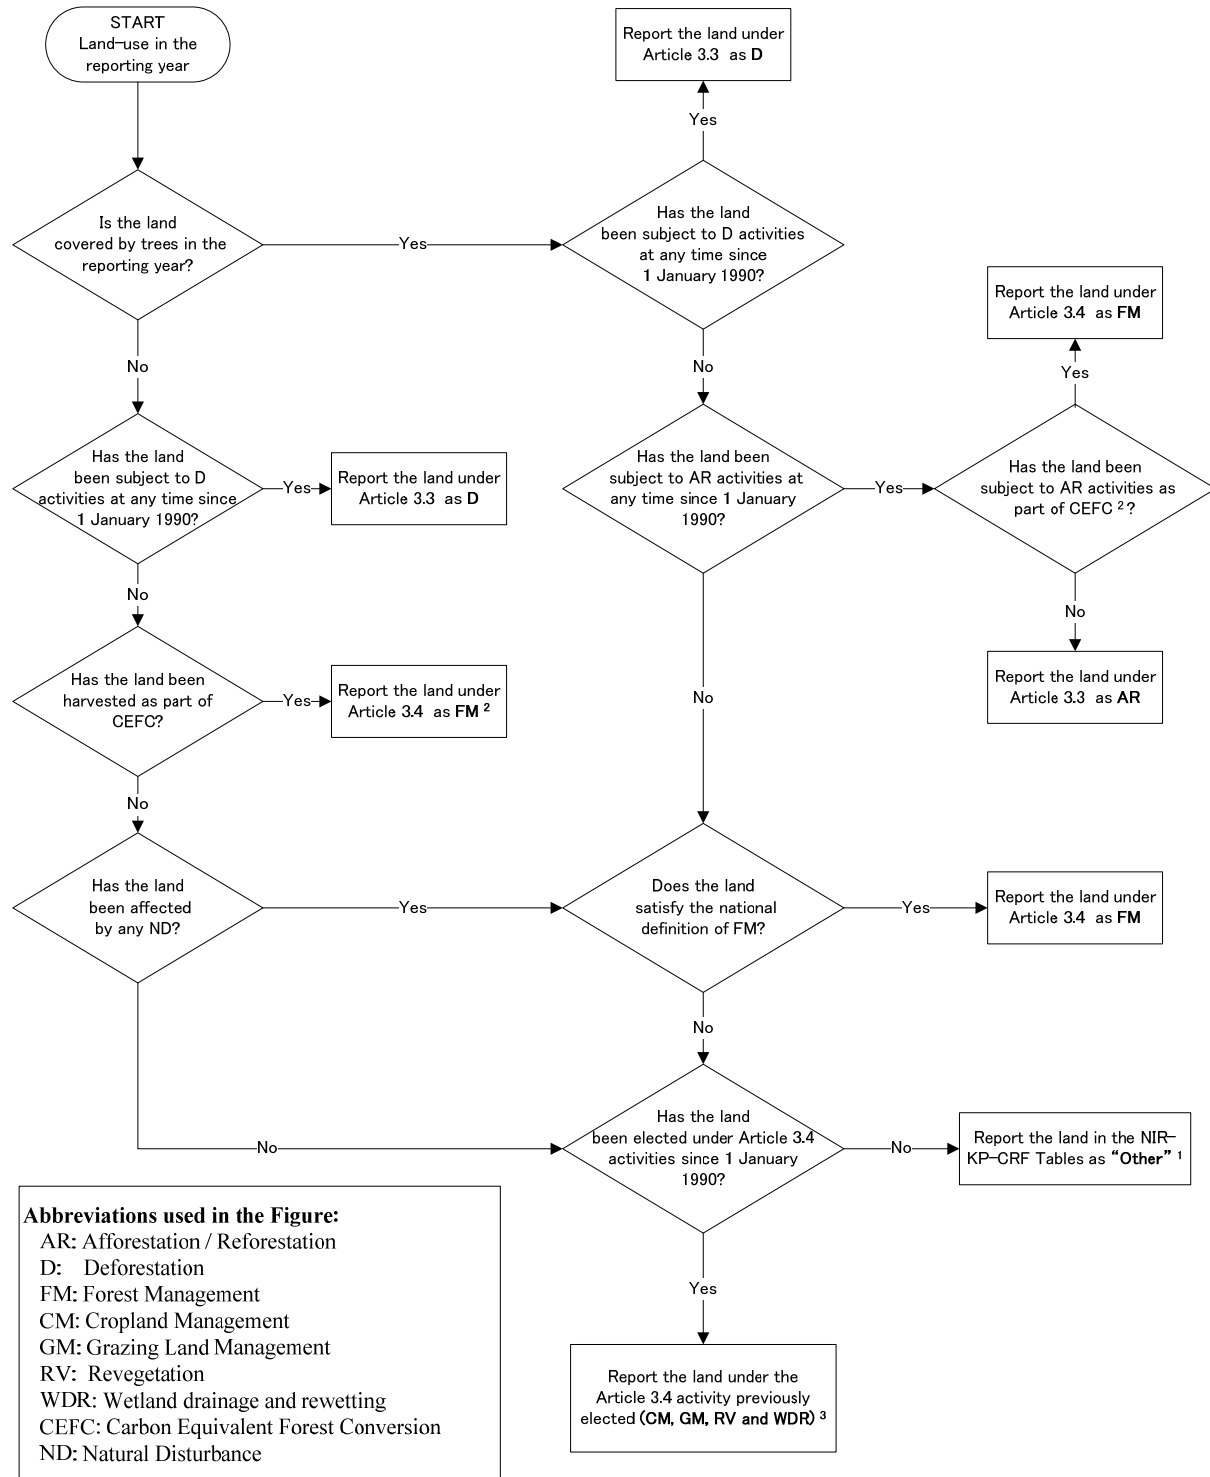 START
Land-use in the
reporting year
Report the land under
Article 3.3 as D
Yes
Is the land
covered by trees in the
reporting year?
Yes
Has the land
been subject to D activities
at any time since
1 January 1990?
Report the land under
Article 3.4 as FM
No
No
Yes
Has the land
been subject to D
activities at any time since
1 January 1990?
Yes
Report the land under
Article 3.3 as D
Has the land been
subject to AR activities at
any time since 1 January
1990?
Yes
Has the land been
subject to AR activities as
part of CEFC 2?
No
No
Has the land been
harvested as part of
CEFC?
Yes
Report the land under
Article 3.4 as FM 2
No
Report the land under
Article 3.3 as AR
No
Has the land
been affected
by any ND?
Yes
Does the land
satisfy the national
definition of FM?
Yes
Report the land under
Article 3.4 as FM
No
No
Has the land
been elected under Article 3.4
activities since 1 January
1990?
No
Report the land in the NIR-
KP-CRF Tables as “Other” 1
Yes
Report the land under the
Article 3.4 activity previously
elected (CM, GM, RV and WDR) 3
Abbreviations used in the Figure:
AR: Afforestation / Reforestation
D: Deforestation
FM: Forest Management
CM: Cropland Management
GM: Grazing Land Management
RV: Revegetation
WDR: Wetland drainage and rewetting
CEFC: Carbon Equivalent Forest Conversion
ND: Natural Disturbance